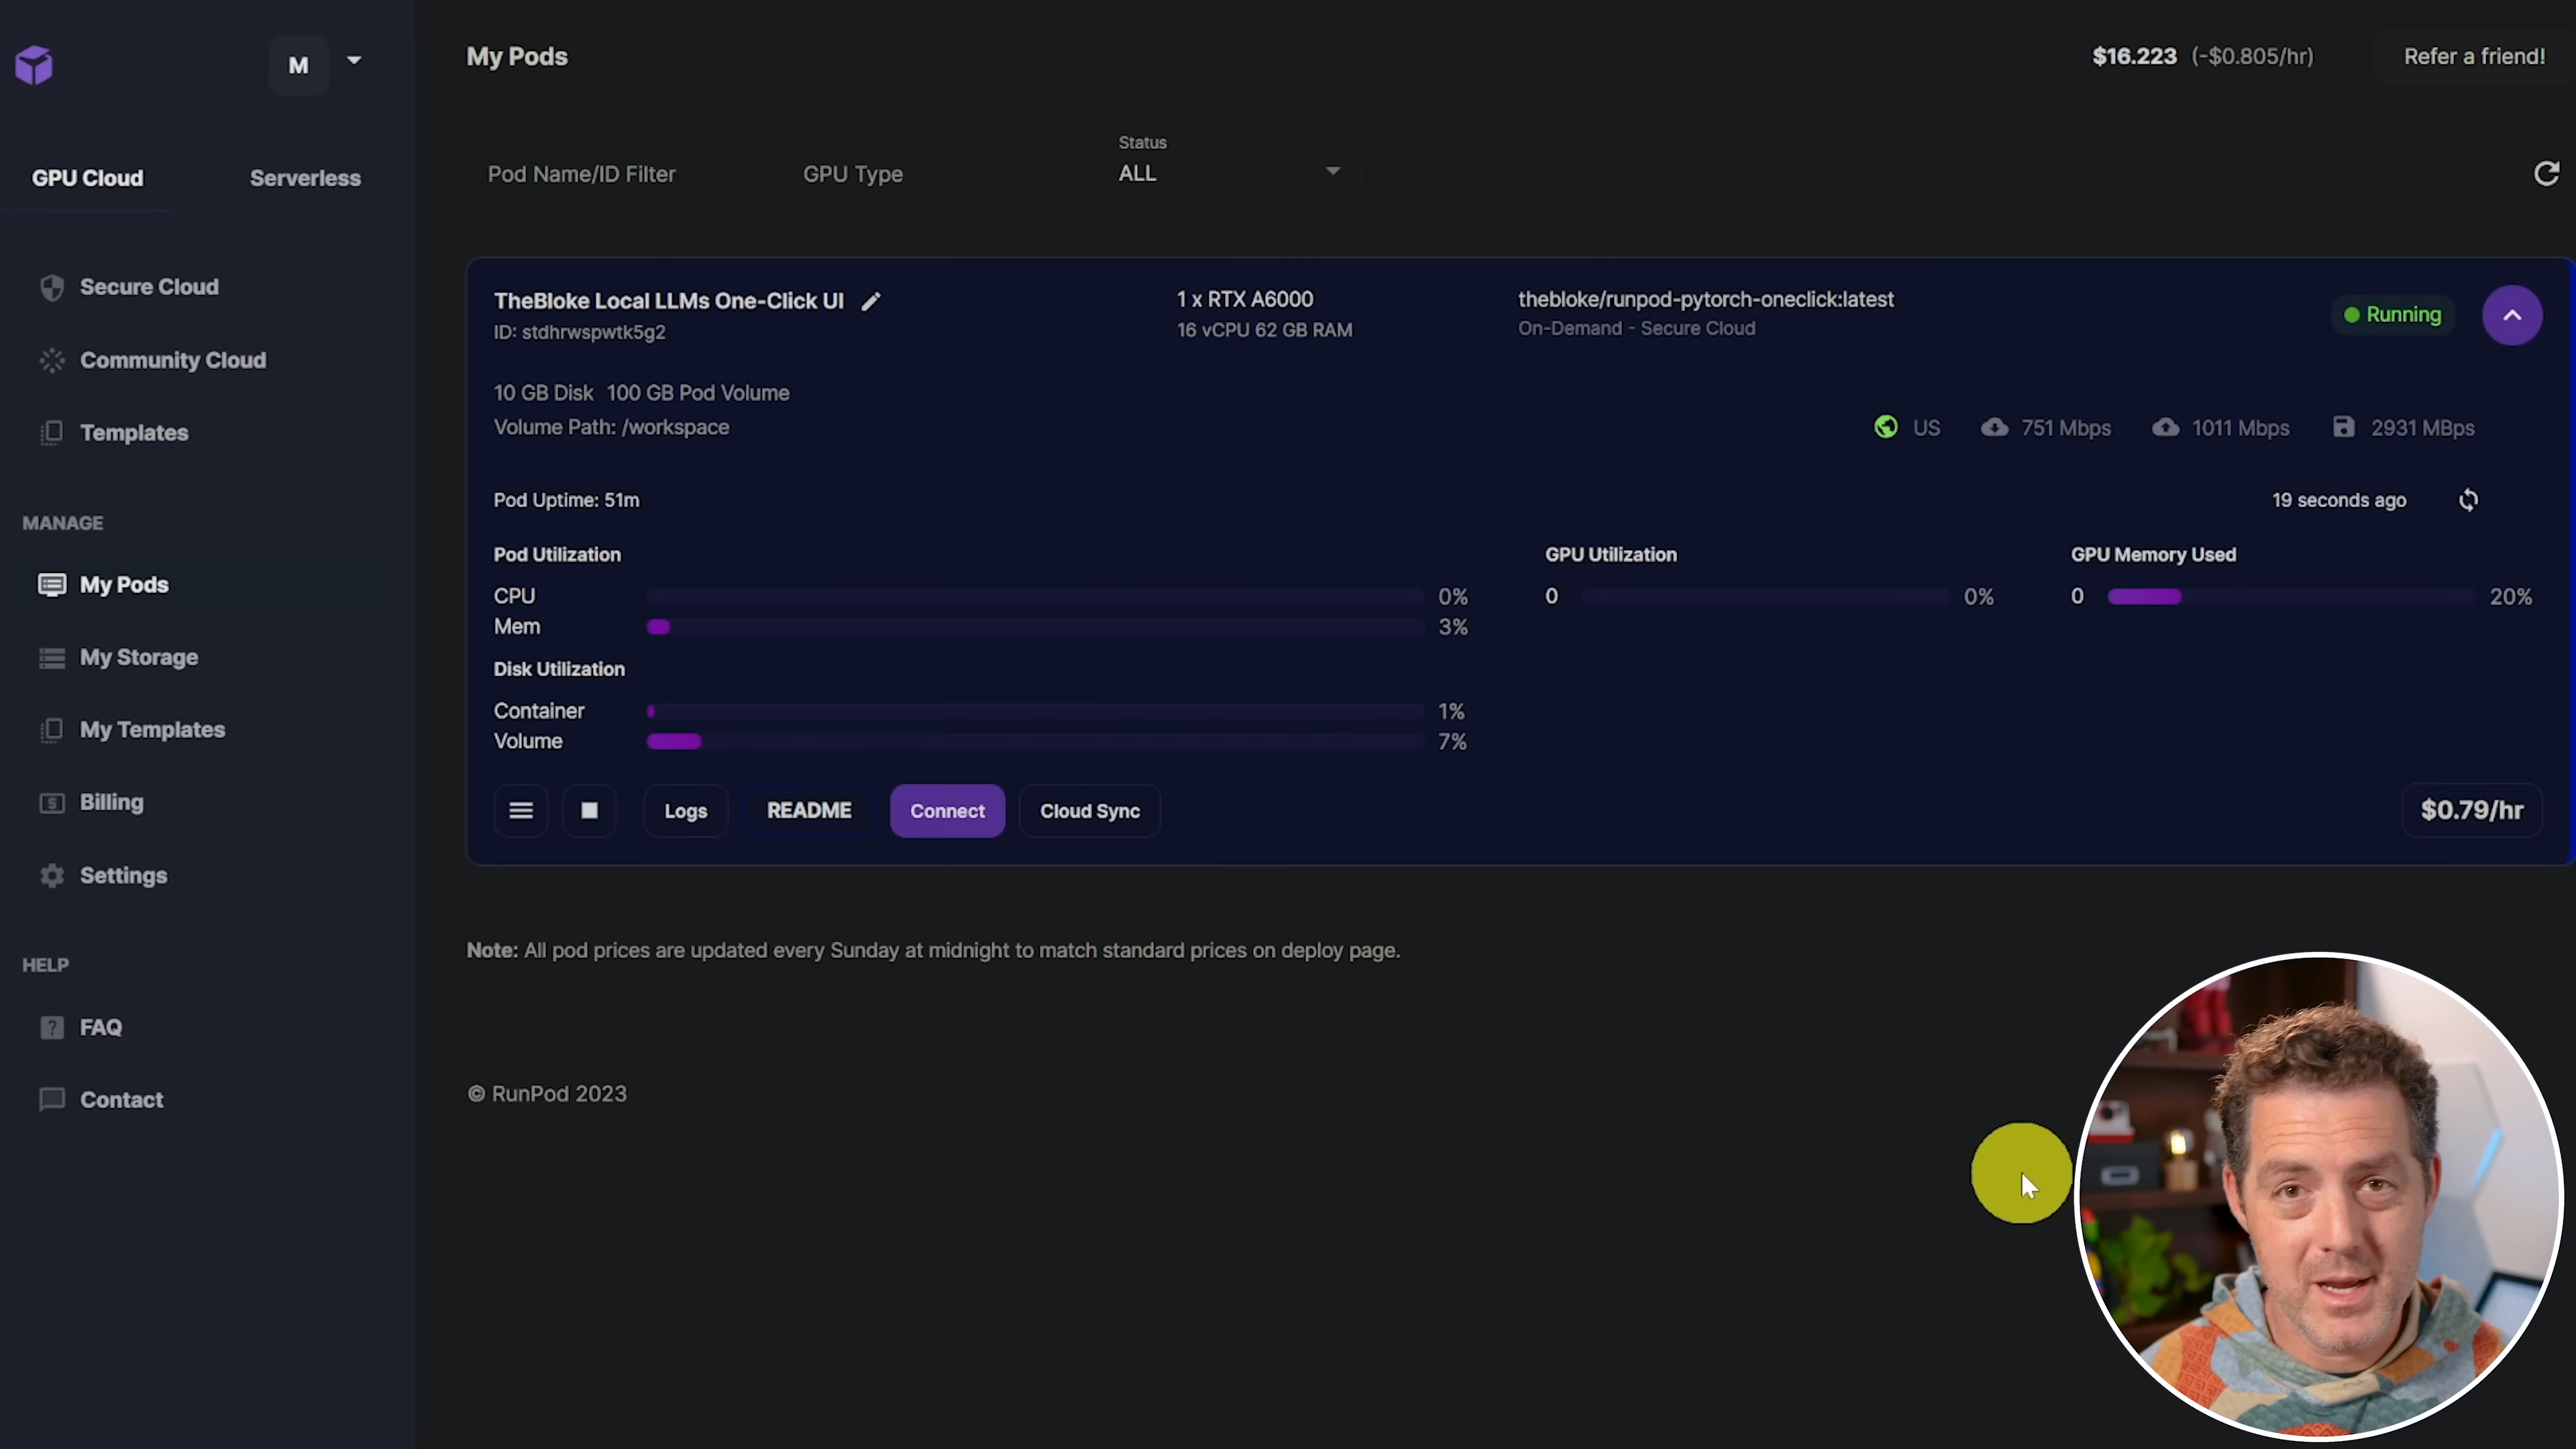 M
My Pods
$16.223 (-$0.805/hr)
Refer a friend!
GPU Cloud
Serverless
Pod Name/ID Filter
GPU Type
Status
ALL
Secure Cloud
Community Cloud
Templates
MANAGE
My Pods
My Storage
My Templates
Billing
Settings
HELP
FAQ
Contact
TheBloke Local LLMs One-Click UI
ID: stdhrwspwtk5g2
1 x RTX A6000
16 vCPU 62 GB RAM
thebloke/runpod-pytorch-oneclick:latest
On-Demand - Secure Cloud
Running
10 GB Disk 100 GB Pod Volume
Volume Path: /workspace
US 751 Mbps 1011 Mbps 2931 MBps
Pod Uptime: 51m
19 seconds ago
Pod Utilization
CPU 0%
Mem 3%
GPU Utilization
0 0%
GPU Memory Used
0 20%
Disk Utilization
Container 1%
Volume 7%
Logs
README
Connect
Cloud Sync
$0.79/hr
Note: All pod prices are updated every Sunday at midnight to match standard prices on deploy page.
© RunPod 2023